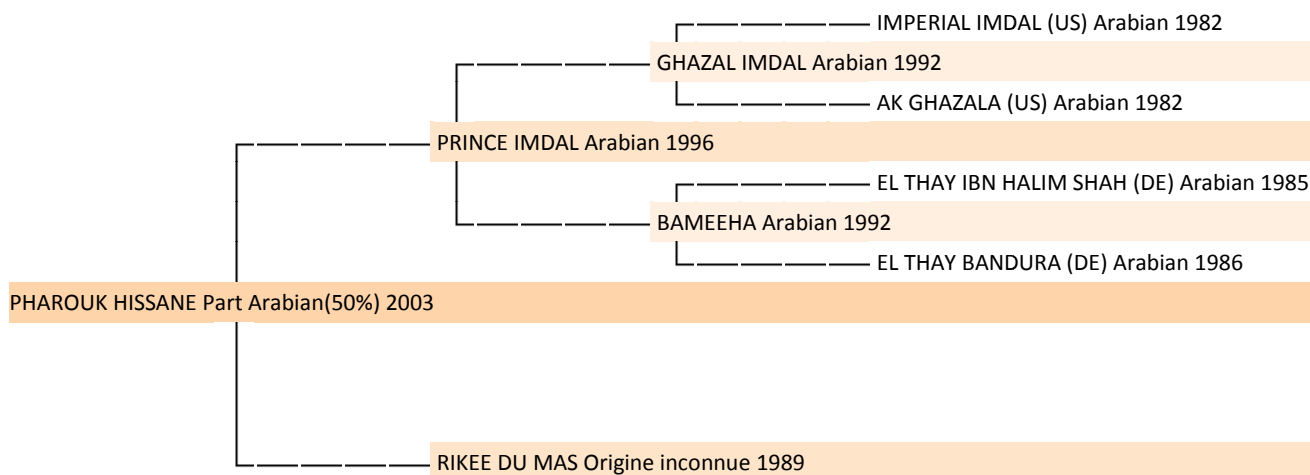 IMPERIAL IMDAL (US) Arabian 1982
GHAZAL IMDAL Arabian 1992
AK GHAZALA (US) Arabian 1982
PRINCE IMDAL Arabian 1996
EL THAY IBN HALIM SHAH (DE) Arabian 1985
BAMEEHA Arabian 1992
EL THAY BANDURA (DE) Arabian 1986
PHAROUK HISSANE Part Arabian(50%) 2003
RIKEE DU MAS Origine inconnue 1989